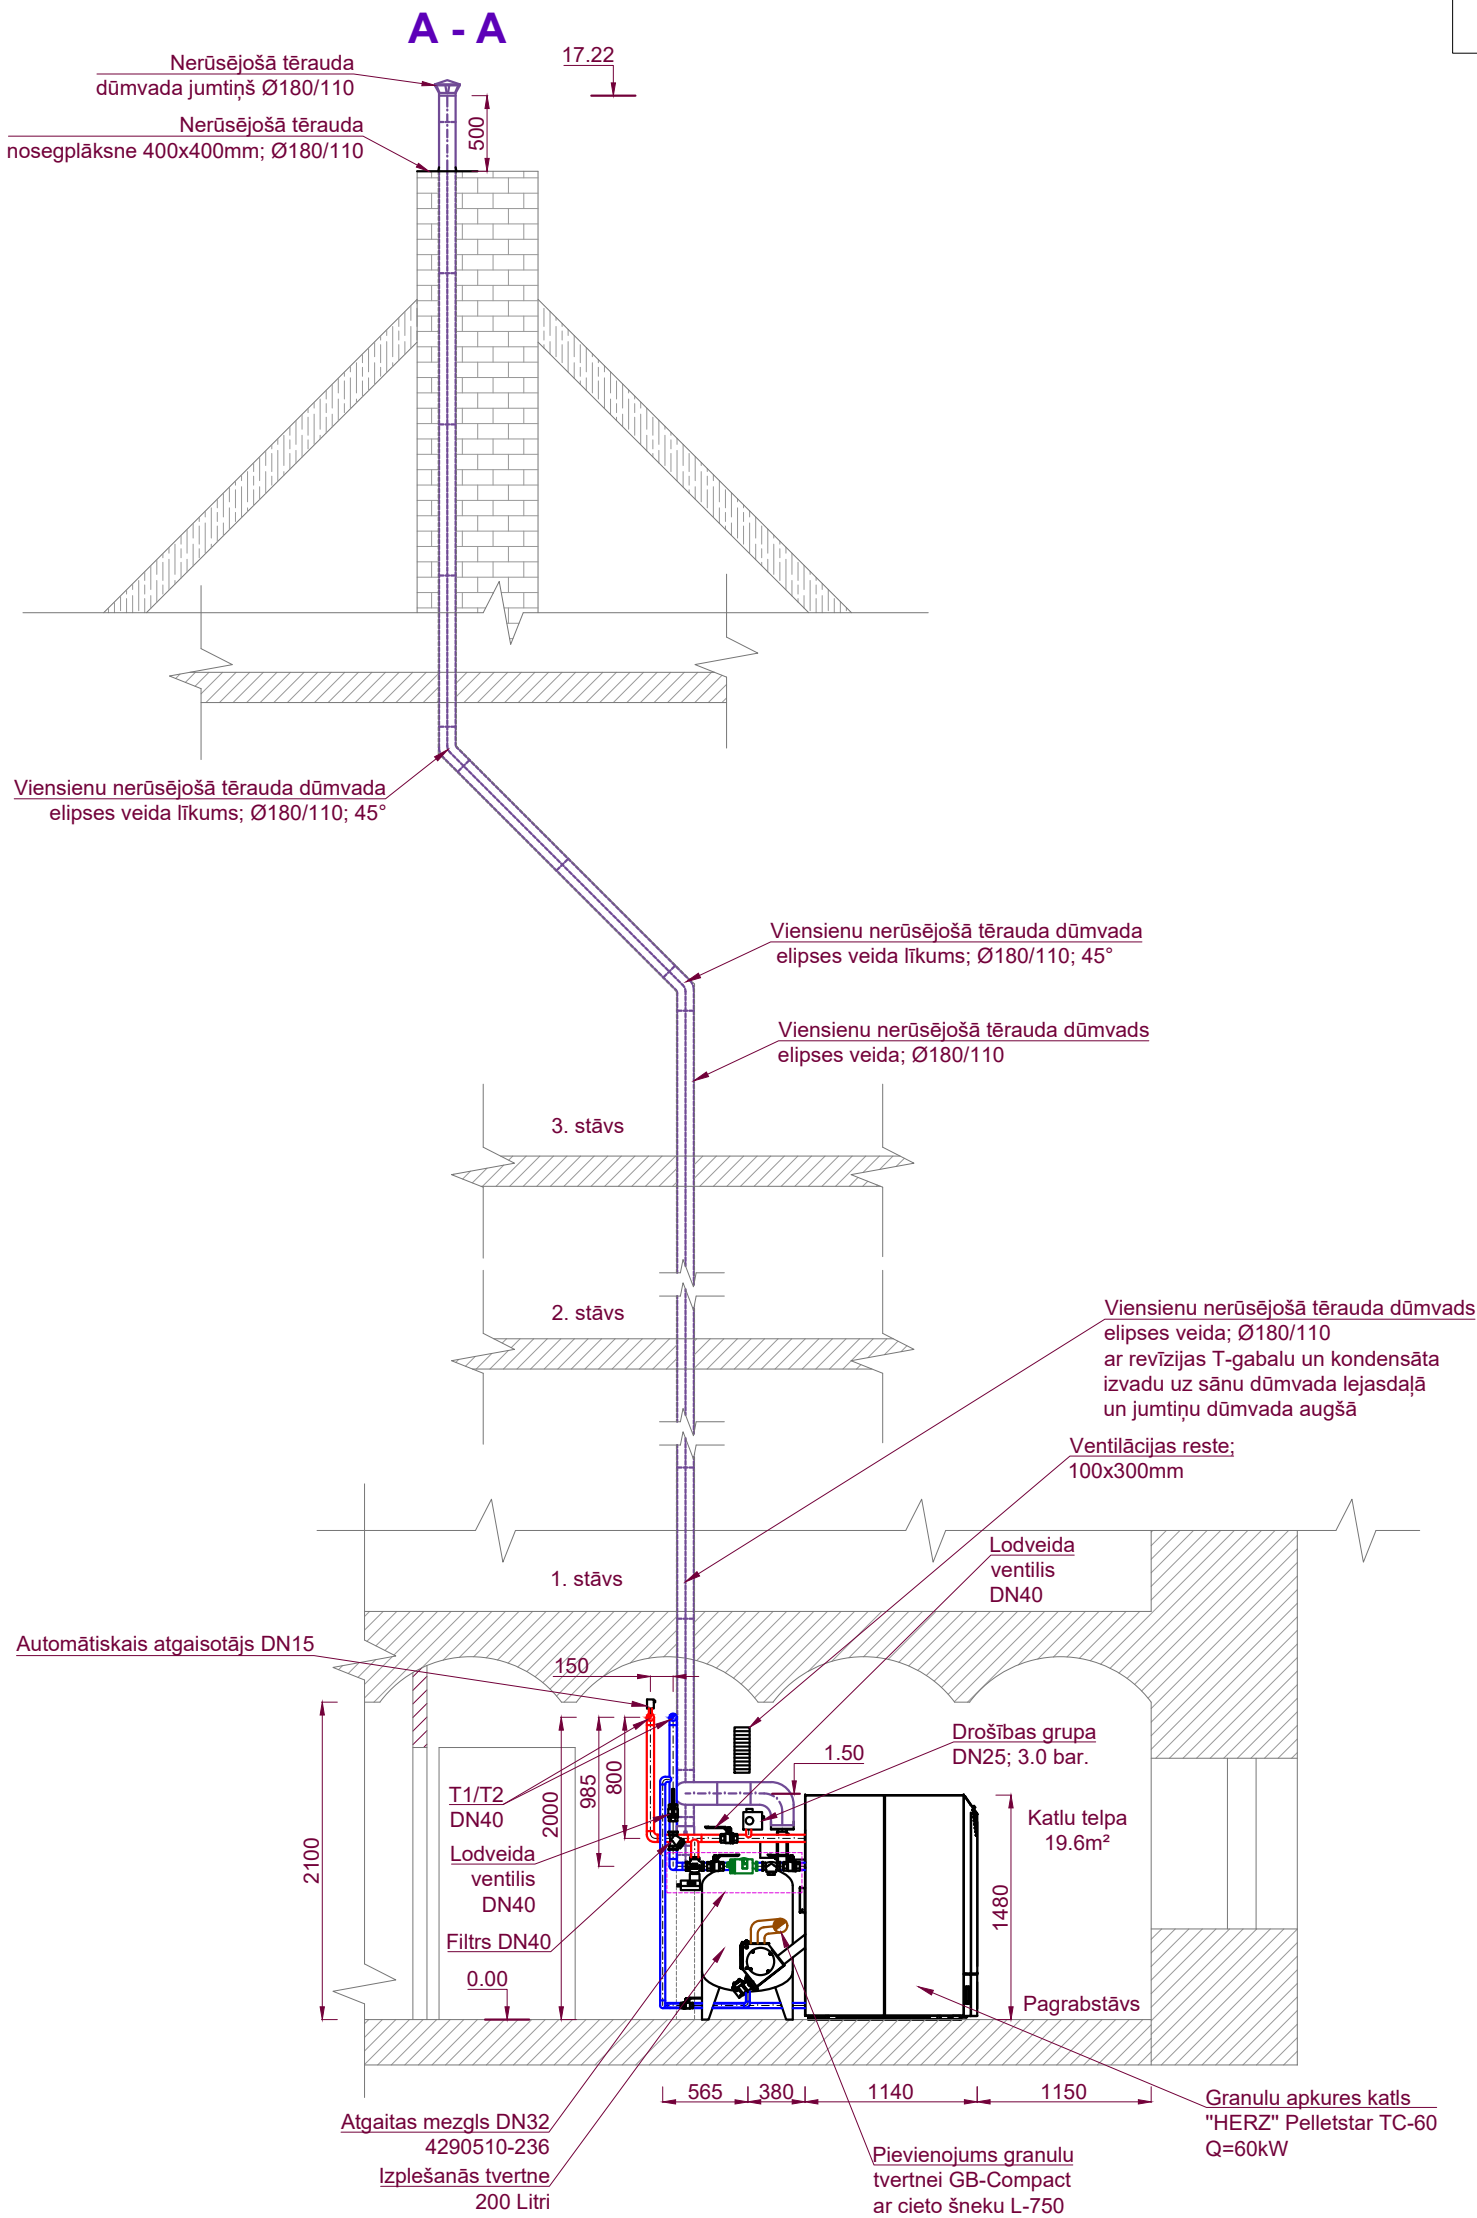 A - A
Nerūsējošā tērauda
dūmvada jumtiņš Ø180/110
17.22
500
Nerūsējošā tērauda
nosegplāksne 400x400mm; Ø180/110
Viensienu nerūsējošā tērauda dūmvada
elipses veida līkums; Ø180/110; 45°
Viensienu nerūsējošā tērauda dūmvada
elipses veida līkums; Ø180/110; 45°
Viensienu nerūsējošā tērauda dūmvads
elipses veida; Ø180/110
3. stāvs
2. stāvs
Viensienu nerūsējošā tērauda dūmvads
elipses veida; Ø180/110
ar revīzijas T-gabalu un kondensāta
izvadu uz sānu dūmvada lejasdaļā
un jumtiņu dūmvada augšā
Ventilācijas reste;
100x300mm
Lodveida
ventilis
DN40
1. stāvs
Automātiskais atgaisotājs DN15
150
Drošības grupa
DN25; 3.0 bar.
1.50
T1/T2
DN40
2000
985
800
2100
Katlu telpa
19.6m²
Lodveida
ventilis
DN40
1480
Filtrs DN40
0.00
Pagrabstāvs
565
380
1140
1150
Atgaitas mezgls DN32
4290510-236
Izplešanās tvertne
200 Litri
Pievienojums granulu
tvertnei GB-Compact
ar cieto šneku L-750
Granulu apkures katls
"HERZ" Pelletstar TC-60
Q=60kW